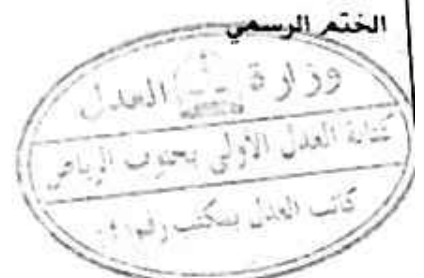 الختم الرسمي
وزارة العدل
كتابة العدل الأولى بجنوب الرياض
كاتب العدل بمكتب رقم